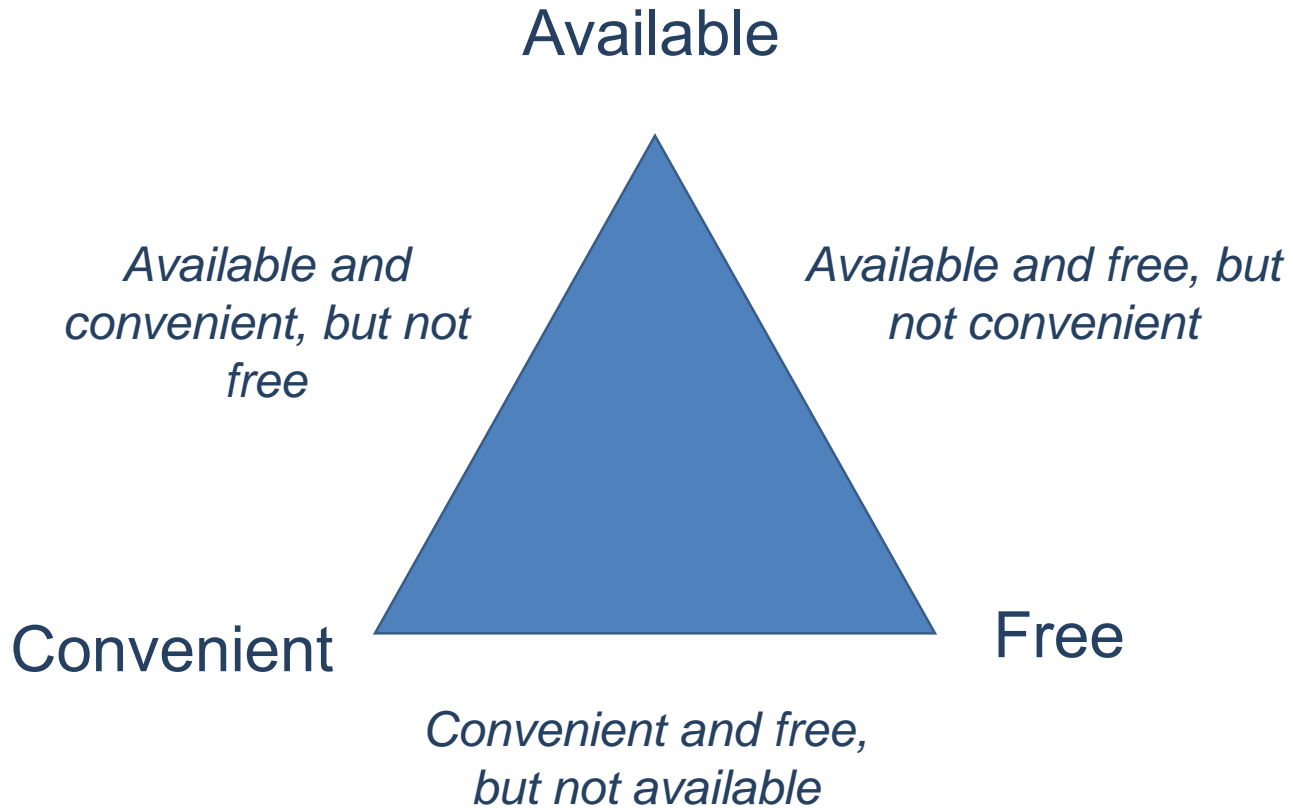 Available
Available and
convenient, but not
free
Available and free, but
not convenient
Convenient
Free
Convenient and free,
but not available